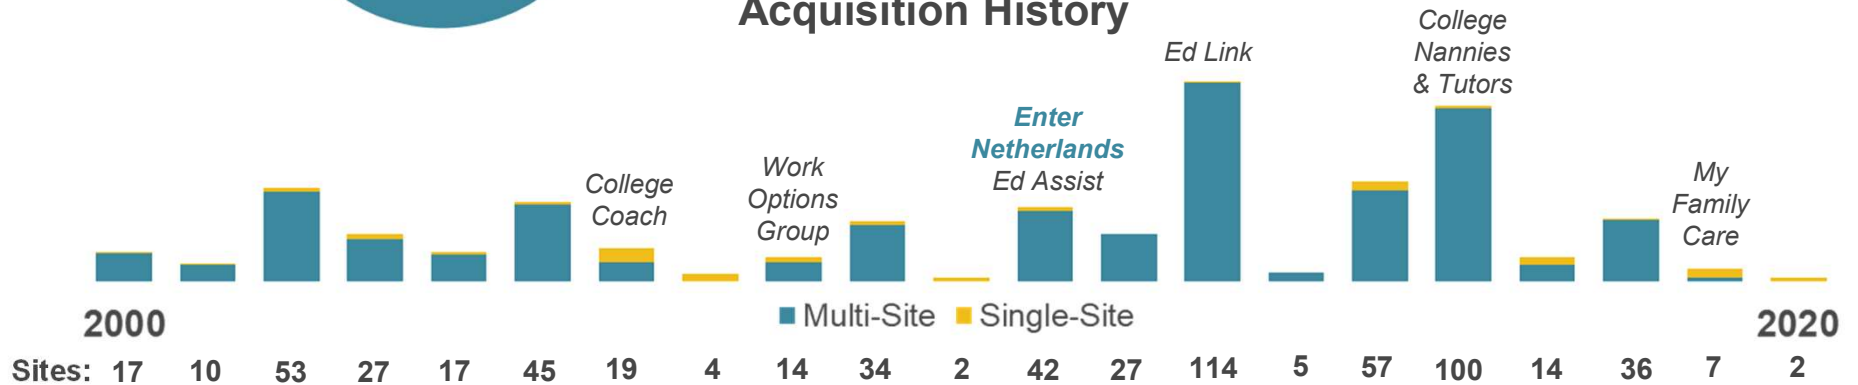 Acquisition History
College
Nannies
& Tutors
Ed Link
Enter
Netherlands
Ed Assist
Work
Options
Group
College
Coach
My
Family
Care
Multi-Site Single-Site
2000 2020
Sites: 17 10 53 27 17 45 19 4 14 34 2 42 27 114 5 57 100 14 36 7 2